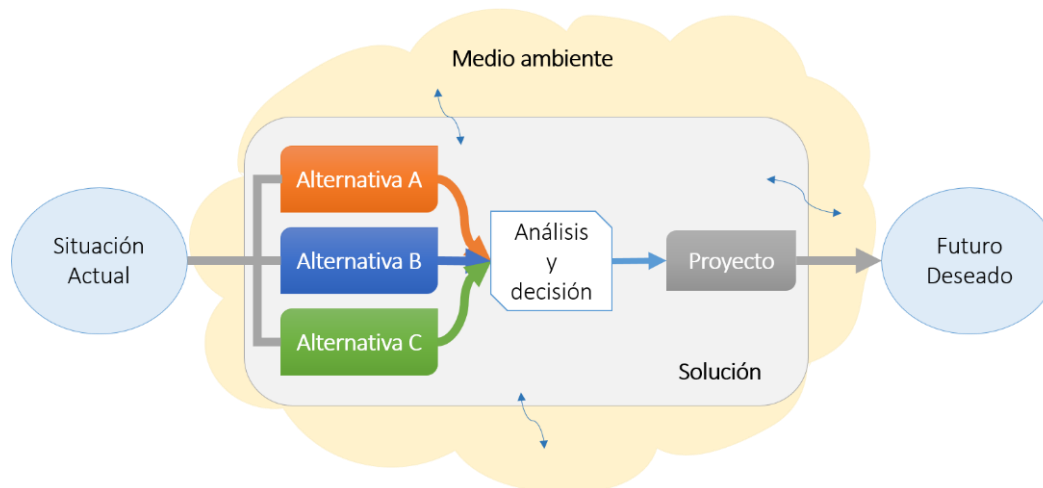 Medio ambiente
Situación
Actual
Alternativa A
Alternativa B
Alternativa C
Análisis
y
decisión
Proyecto
Solución
Futuro
Deseado